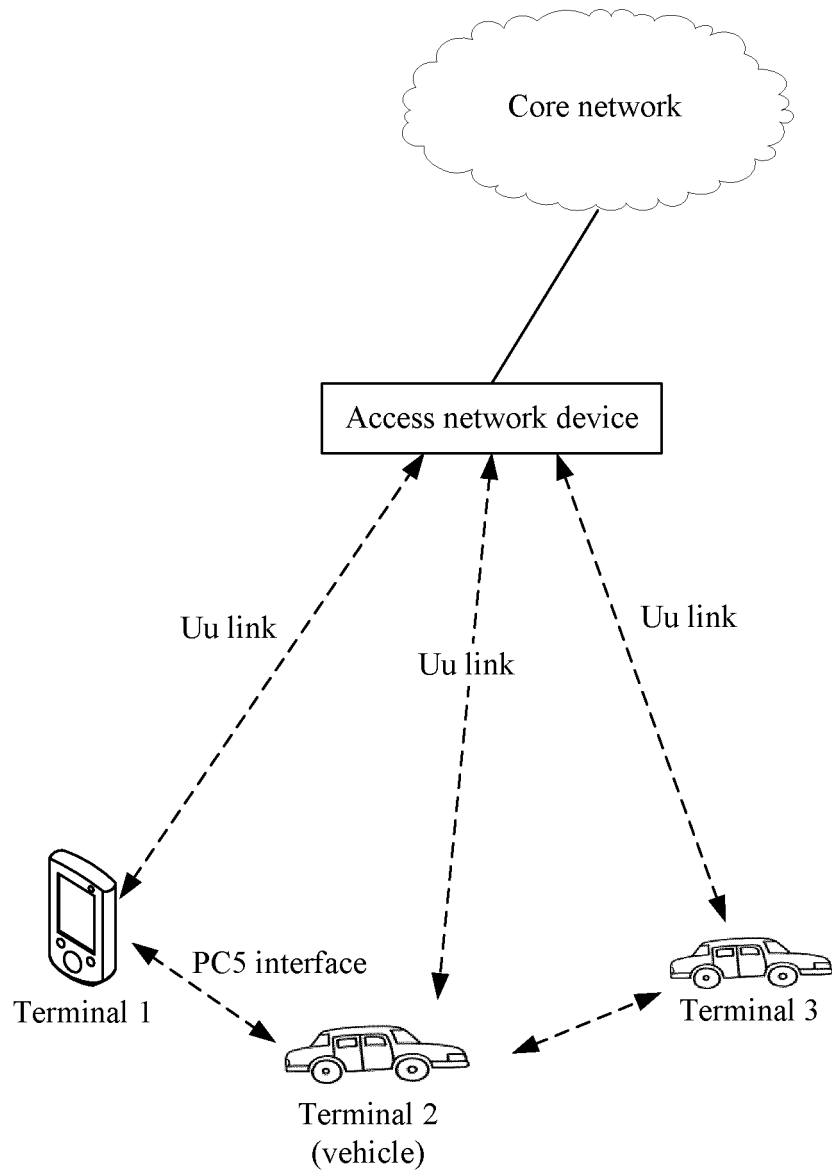 Core network
Access network device
Uu link
Uu link
Uu link
PC5 interface
Terminal 1
Terminal 3
Terminal 2
(vehicle)